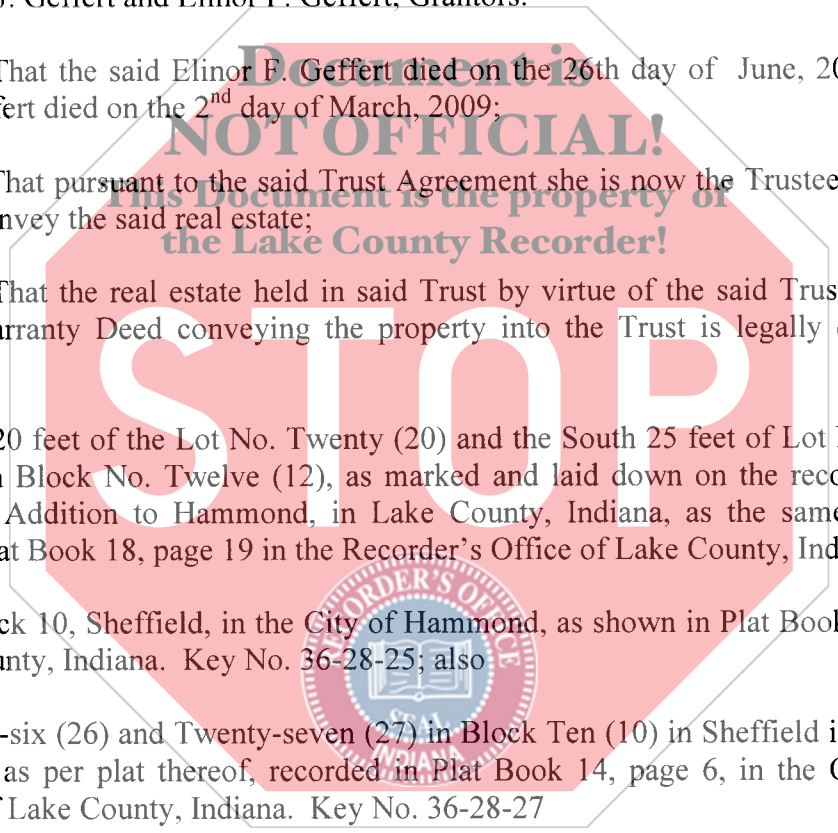 J. Geffert and Elinor F. Geffert, Grantors.
That the said Elinor F. Geffert died on the 26th day of June, 20
fert died on the 2nd day of March, 2009;
That pursuant to the said Trust Agreement she is now the Trustee
nvey the said real estate;
That the real estate held in said Trust by virtue of the said Trus
arranty Deed conveying the property into the Trust is legally
20 feet of the Lot No. Twenty (20) and the South 25 feet of Lot
n Block No. Twelve (12), as marked and laid down on the reco
Addition to Hammond, in Lake County, Indiana, as the same
at Book 18, page 19 in the Recorder's Office of Lake County, Ind
ck 10, Sheffield, in the City of Hammond, as shown in Plat Book
unty, Indiana. Key No. 36-28-25; also
-six (26) and Twenty-seven (27) in Block Ten (10) in Sheffield i
as per plat thereof, recorded in Plat Book 14, page 6, in the
f Lake County, Indiana. Key No. 36-28-27
Document is
NOT OFFICIAL!
This Document is the property of
the Lake County Recorder!
STOP
RECORDER'S OFFICE
SEAL
INDIANA